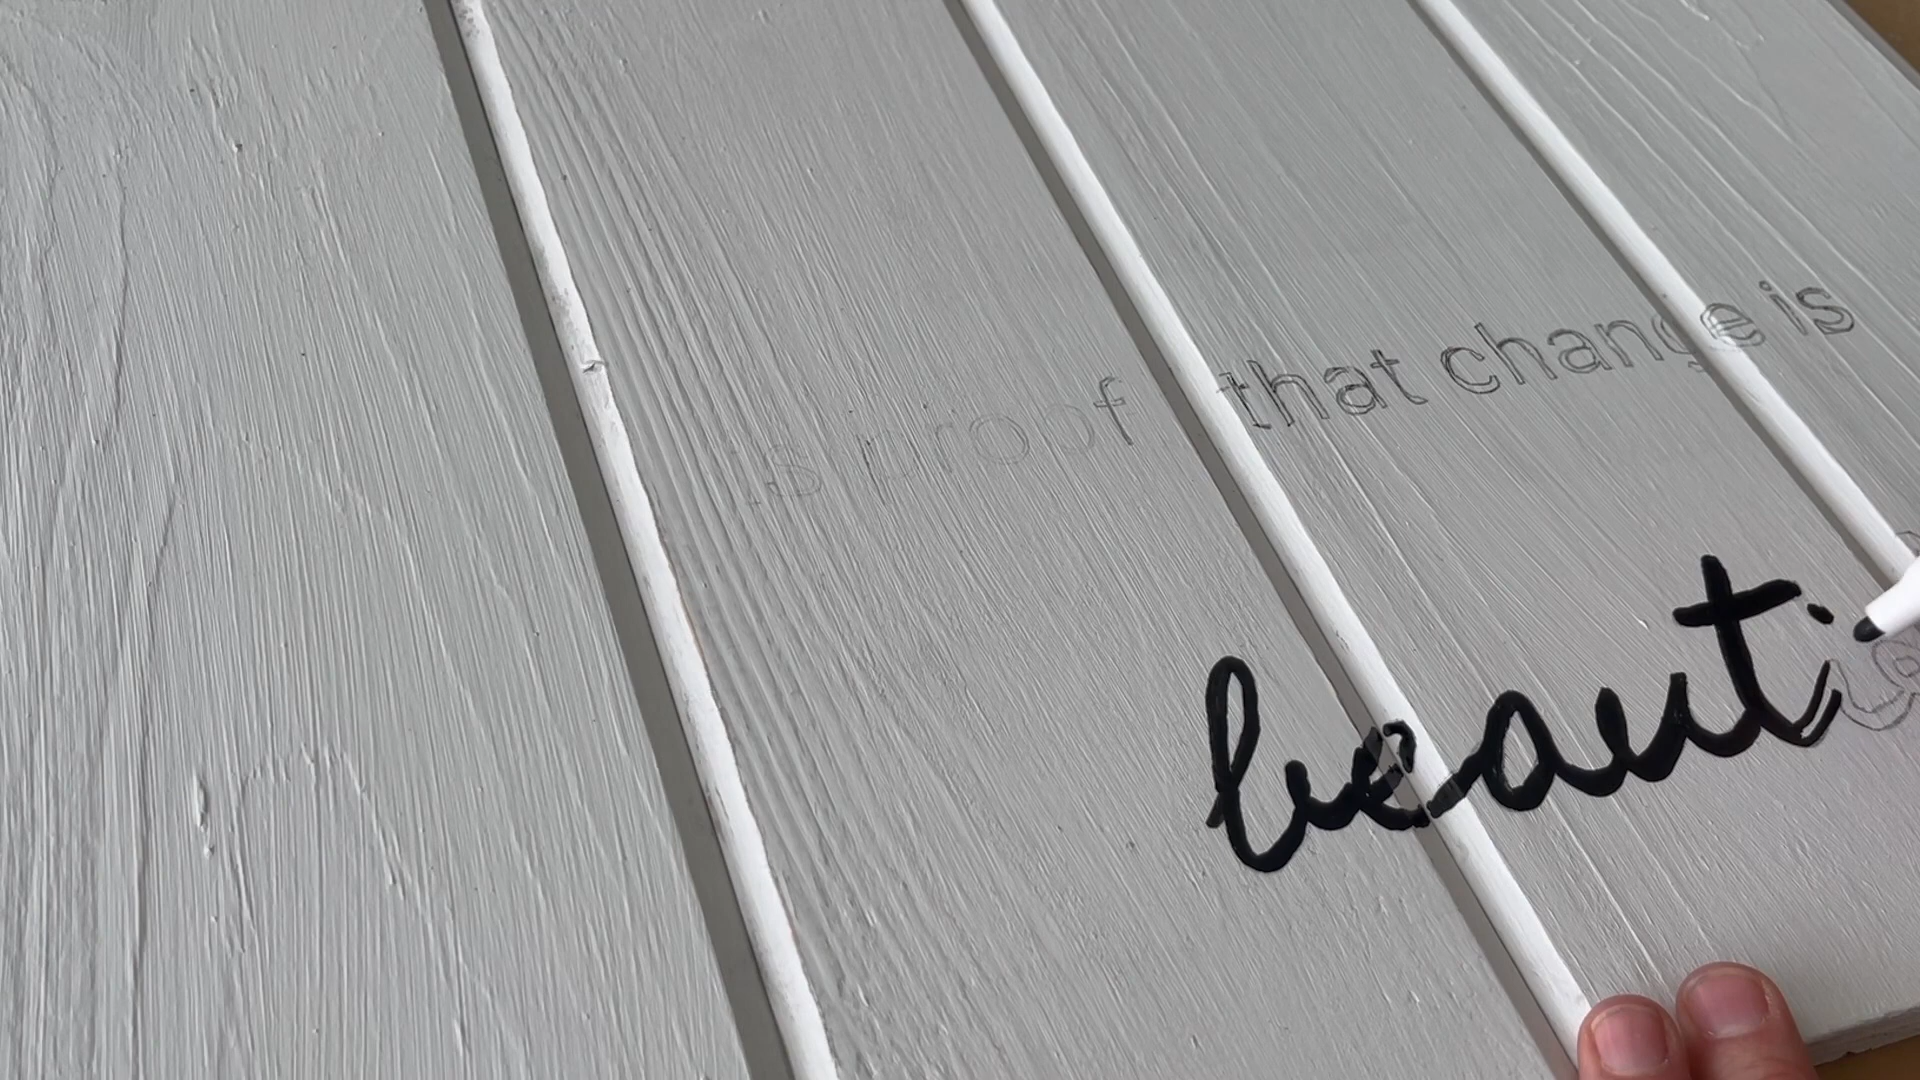 is proof that change is
beauti